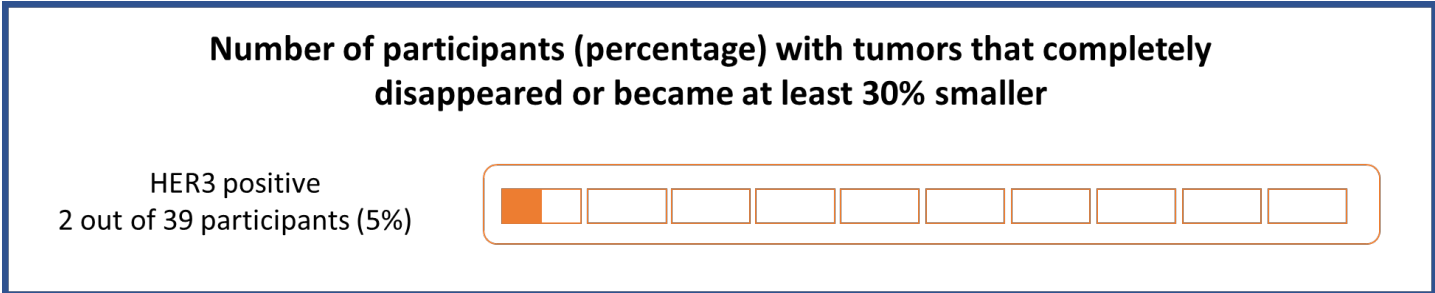 Number of participants (percentage) with tumors that completely
disappeared or became at least 30% smaller
HER3 positive
2 out of 39 participants (5%)